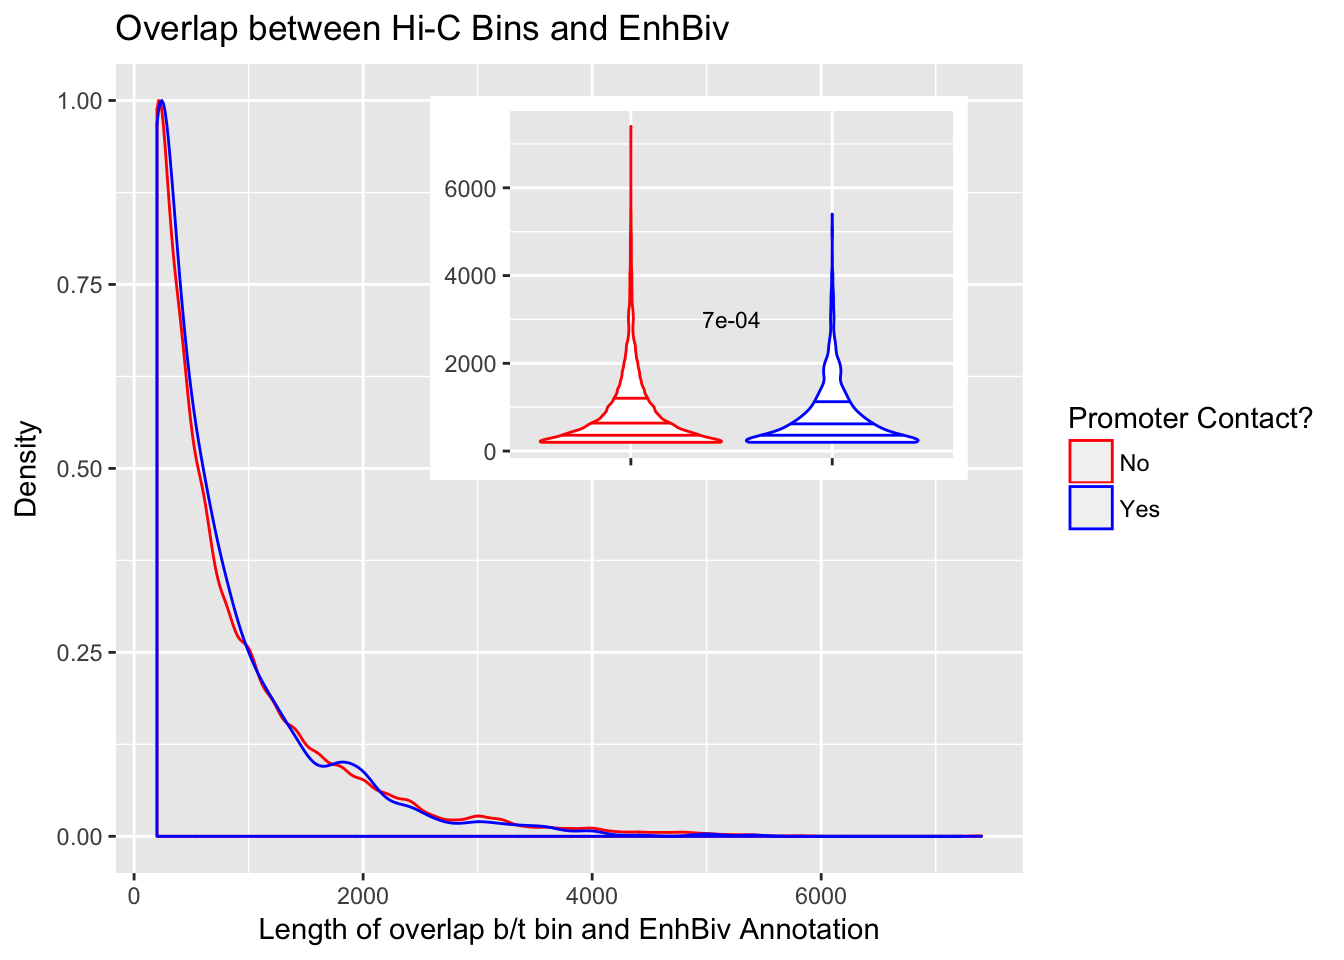 Overlap between Hi-C Bins and EnhBiv
1.00
0.75
0.50
0.25
0.00
Density
0
2000
4000
6000
Length of overlap b/t bin and EnhBiv Annotation
6000
4000
2000
0
7e-04
Promoter Contact?
No
Yes